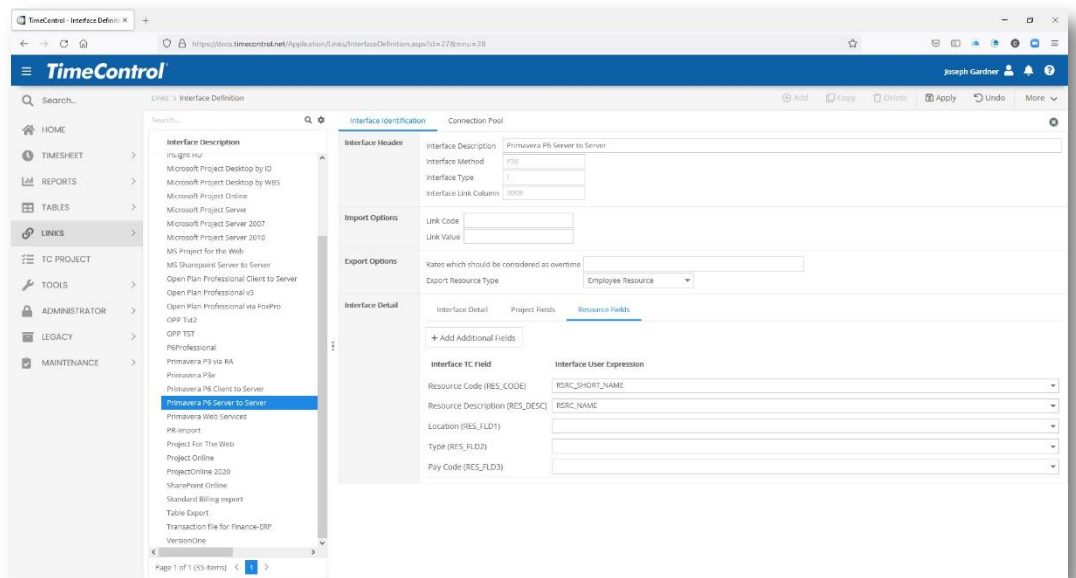 TimeControl - Interface Definiti
https://docs.timecontrol.net/Application/Links/InterfaceDefinition.aspx?st=27&mnu=28
TimeControl
Joseph Gardner
Search...
HOME
TIMESHEET
REPORTS
TABLES
LINKS
TC PROJECT
TOOLS
ADMINISTRATOR
LEGACY
MAINTENANCE
Links > Interface Definition
Add Copy Delete Apply Undo More
Search...
Interface Description
InLight HD
Microsoft Project Desktop by ID
Microsoft Project Desktop by WBS
Microsoft Project Online
Microsoft Project Server
Microsoft Project Server 2007
Microsoft Project Server 2010
MS Project for the Web
MS Sharepoint Server to Server
Open Plan Professional Client to Server
Open Plan Professional v3
Open Plan Professional via FoxPro
OPP Tst2
OPP TST
P6Professional
Primavera P3 via RA
Primavera P3e
Primavera P6 Client to Server
Primavera P6 Server to Server
Primavera Web Services
PR-Import
Project For The Web
Project Online
ProjectOnline 2020
SharePoint Online
Standard Billing export
Table Export
Transaction file for Finance-ERP
VersionOne
Page 1 of 1 (35 items) 1
Interface Identification Connection Pool
Interface Header
Interface Description Primavera P6 Server to Server
Interface Method P3E
Interface Type I
Interface Link Column 0008
Import Options
Link Code
Link Value
Export Options
Rates which should be considered as overtime
Export Resource Type Employee Resource
Interface Detail
Interface Detail Project Fields Resource Fields
+ Add Additional Fields
Interface TC Field Interface User Expression
Resource Code (RES_CODE) RSRC_SHORT_NAME
Resource Description (RES_DESC) RSRC_NAME
Location (RES_FLD1)
Type (RES_FLD2)
Pay Code (RES_FLD3)